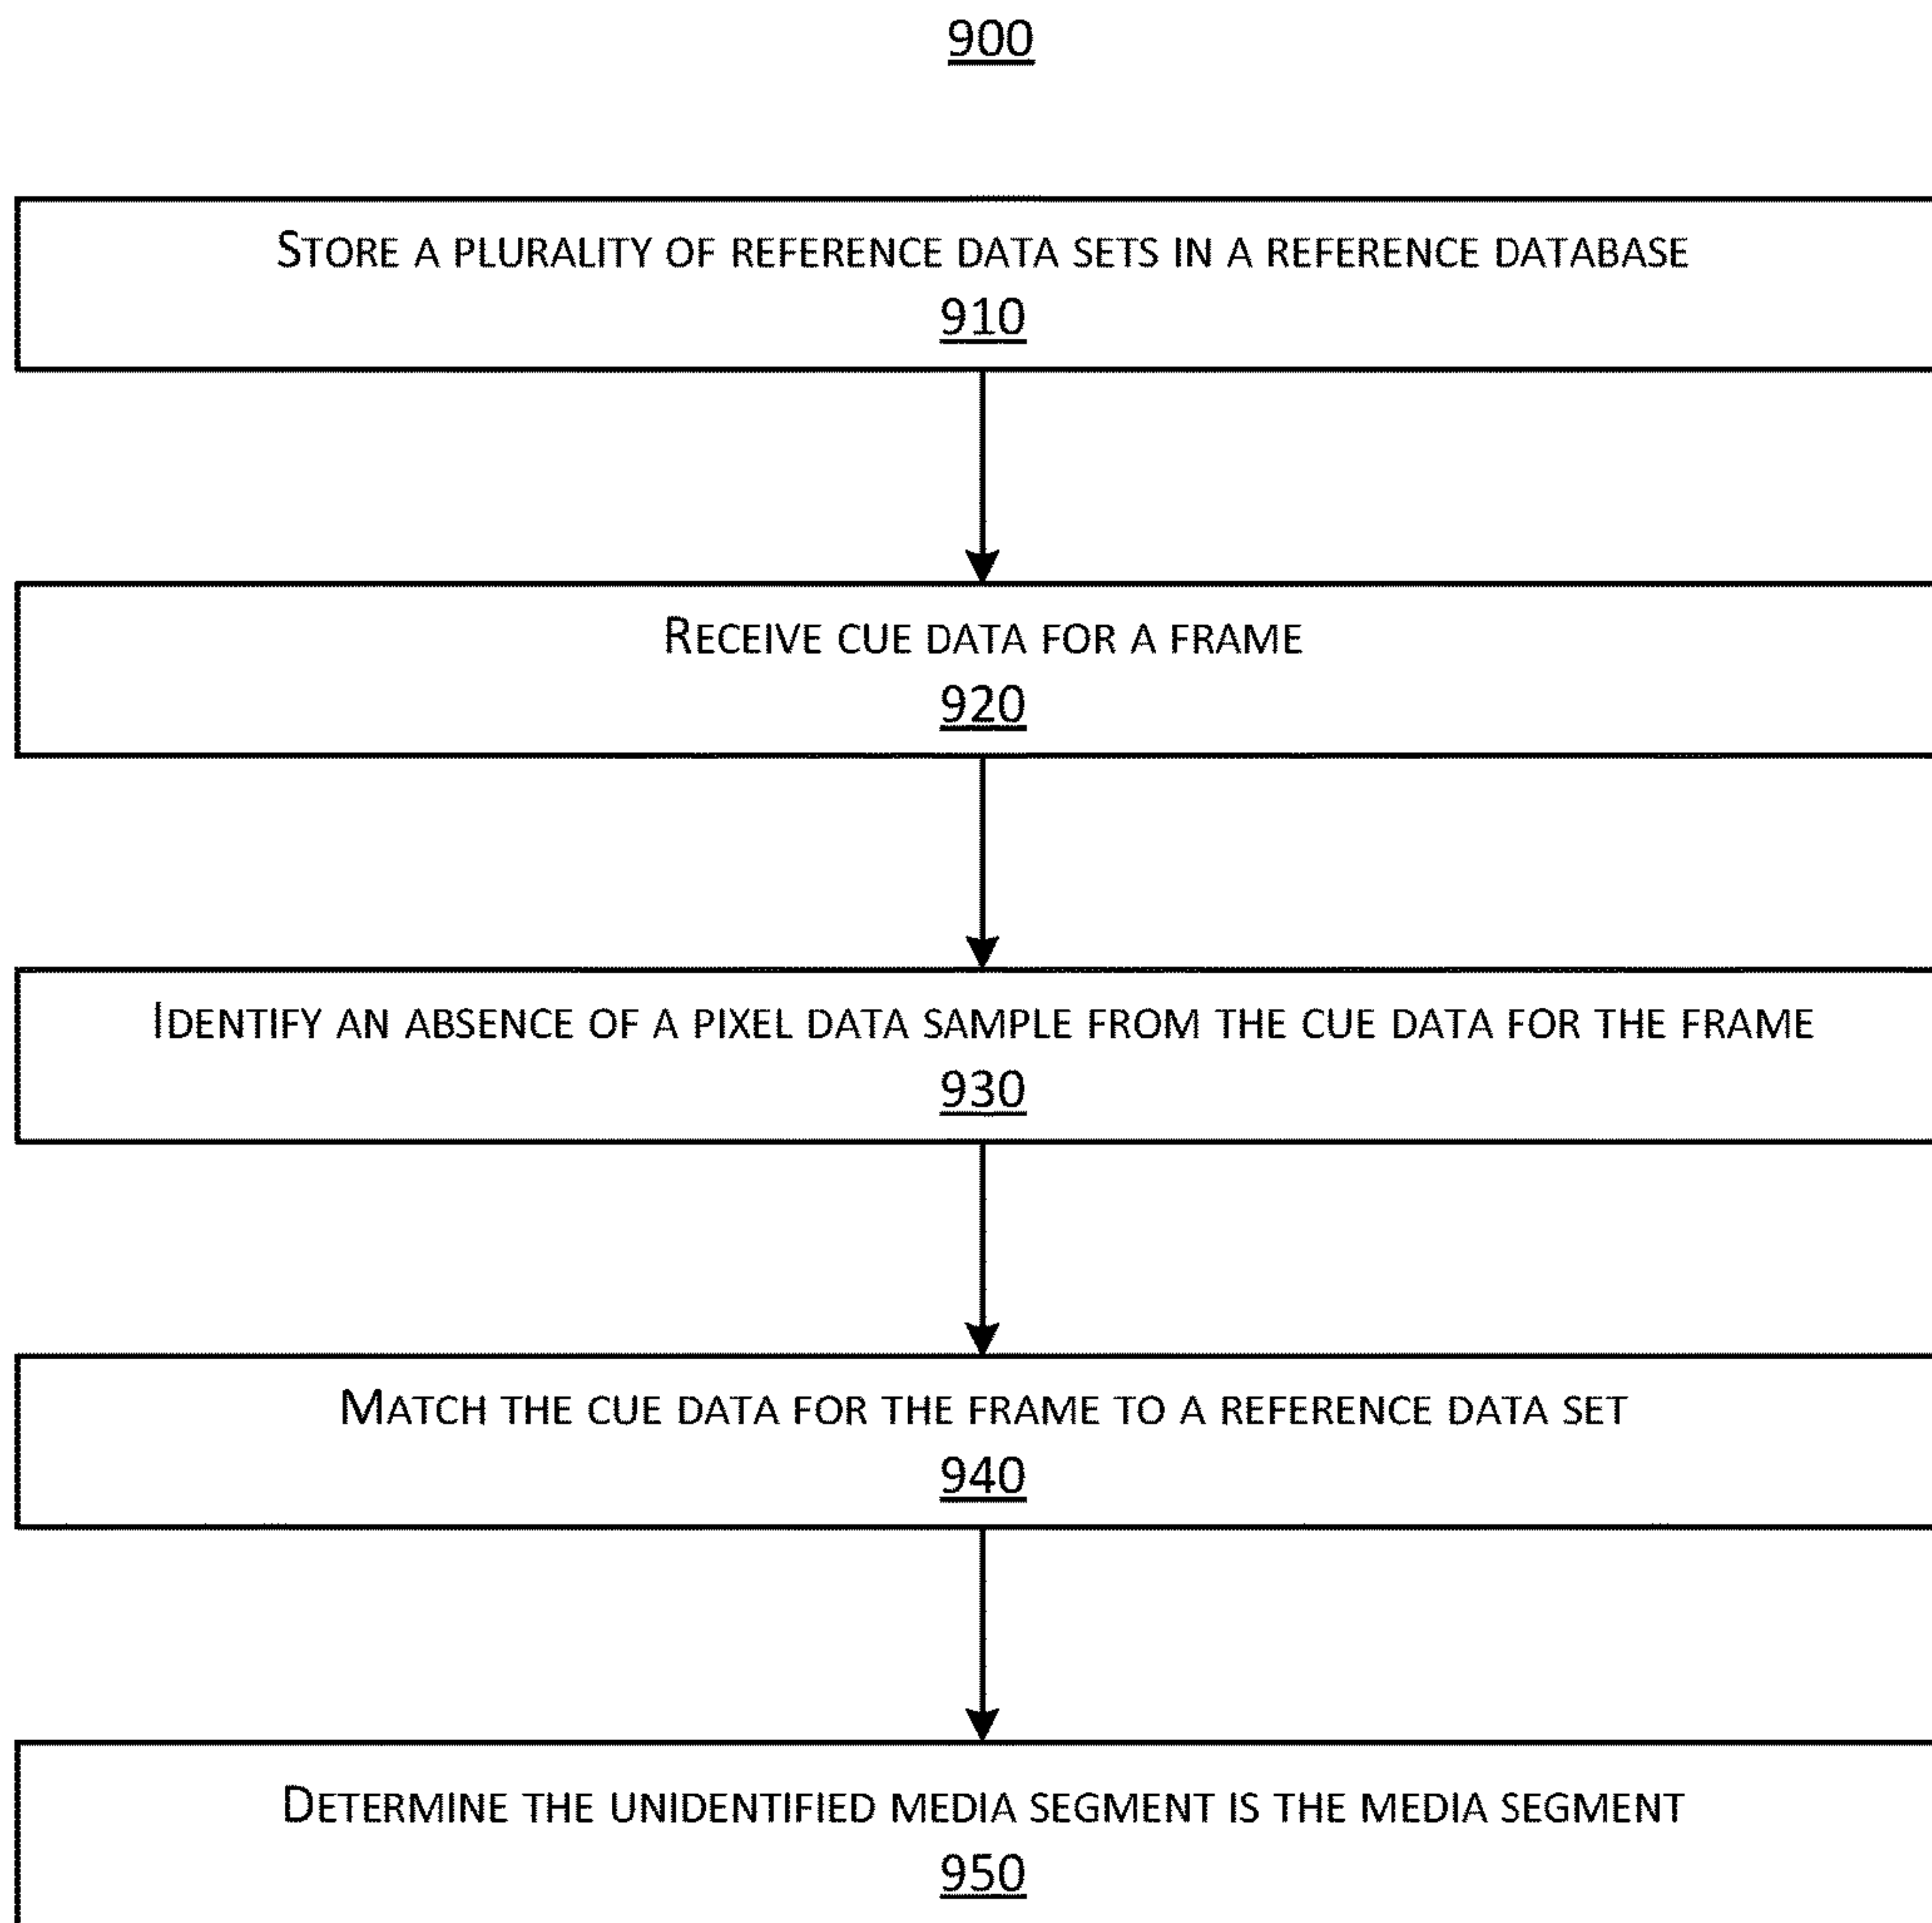 900
STORE A PLURALITY OF REFERENCE DATA SETS IN A REFERENCE DATABASE
910
RECEIVE CUE DATA FOR A FRAME
920
IDENTIFY AN ABSENCE OF A PIXEL DATA SAMPLE FROM THE CUE DATA FOR THE FRAME
930
MATCH THE CUE DATA FOR THE FRAME TO A REFERENCE DATA SET
940
DETERMINE THE UNIDENTIFIED MEDIA SEGMENT IS THE MEDIA SEGMENT
950